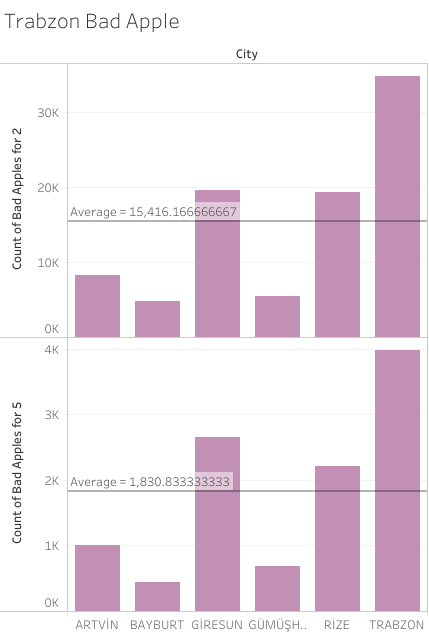 Trabzon Bad Apple
City
Count of Bad Apples for 2
30K
20K
Average = 15,416.166666667
10K
0K
Count of Bad Apples for 5
4K
3K
2K
Average = 1,830.833333333
1K
0K
ARTVİN BAYBURT GİRESUN GÜMÜŞH.. RİZE TRABZON